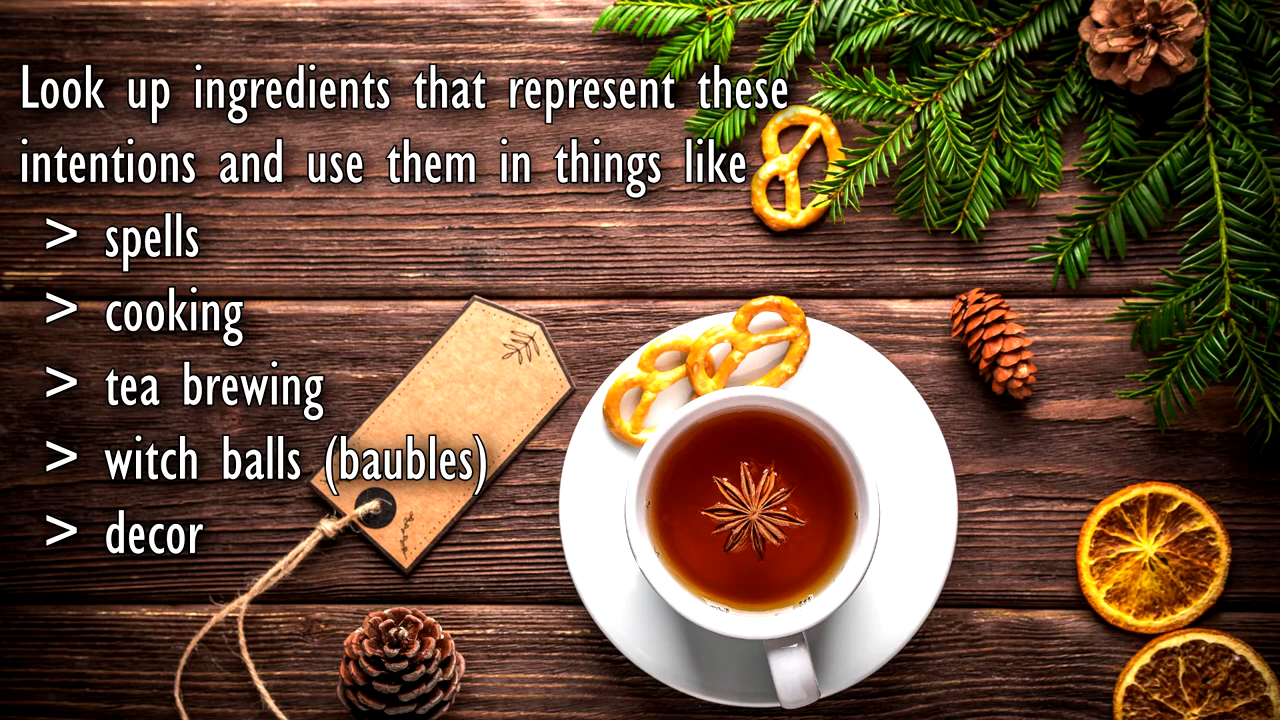 Look up ingredients that represent these
intentions and use them in things like
> spells
> cooking
> tea brewing
> witch balls (baubles)
> decor